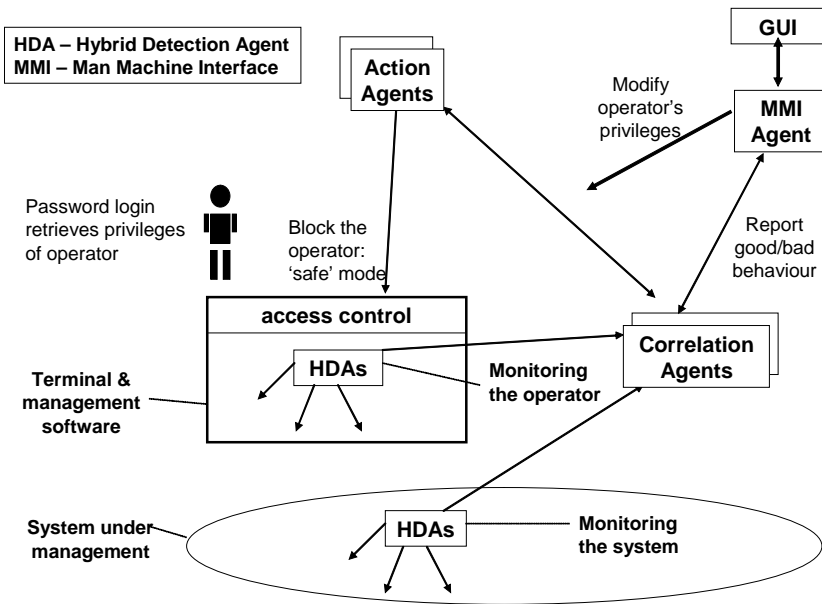 HDA – Hybrid Detection Agent
MMI – Man Machine Interface
Action
Agents
GUI
Modify
operator's
privileges
MMI
Agent
Password login
retrieves privileges
of operator
Block the
operator:
'safe' mode
Report
good/bad
behaviour
access control
HDAs
Monitoring
the operator
Correlation
Agents
Terminal &
management
software
System under
management
HDAs
Monitoring
the system